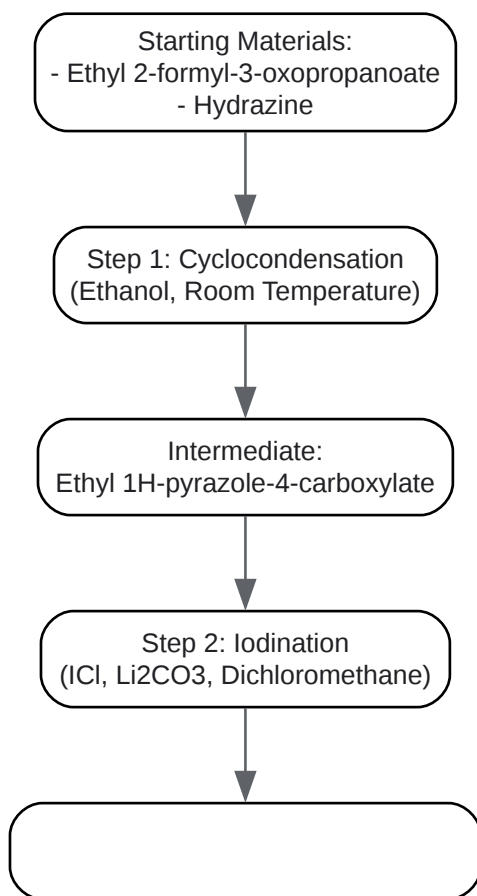 Starting Materials:
- Ethyl 2-formyl-3-oxopropanoate
- Hydrazine
Step 1: Cyclocondensation
(Ethanol, Room Temperature)
Intermediate:
Ethyl 1H-pyrazole-4-carboxylate
Step 2: Iodination
(ICl, Li2CO3, Dichloromethane)